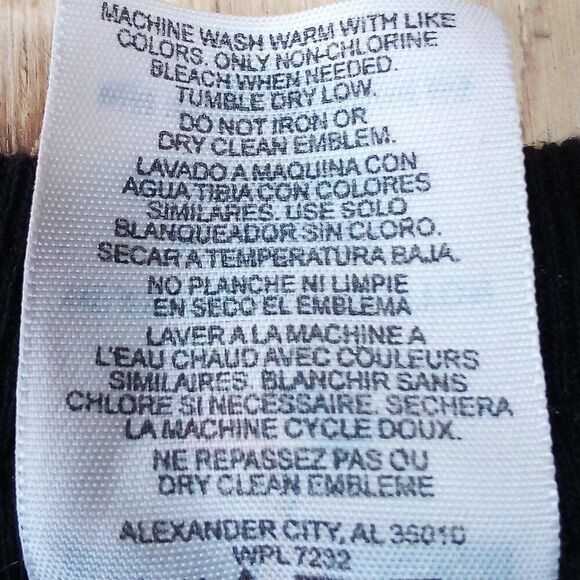 MACHINE WASH WARM WITH LIKE
COLORS. ONLY NON-CHLORINE
BLEACH WHEN NEEDED.
TUMBLE DRY LOW.
DO NOT IRON OR
DRY CLEAN EMBLEM.
LAVADO A MAQUINA CON
AGUA TIBIA CON COLORES
SIMILARES. USE SOLO
BLANQUEADOR SIN CLORO.
SECAR A TEMPERATURA BAJA.
NO PLANCHE NI LIMPIE
EN SECO EL EMBLEMA
LAVER A LA MACHINE A
L'EAU CHAUD AVEC COULEURS
SIMILAIRES. BLANCHIR SANS
CHLORE SI NECESSAIRE. SECHER A
LA MACHINE CYCLE DOUX.
NE REPASSEZ PAS OU
DRY CLEAN EMBLEME
ALEXANDER CITY, AL 35010
WPL 7232